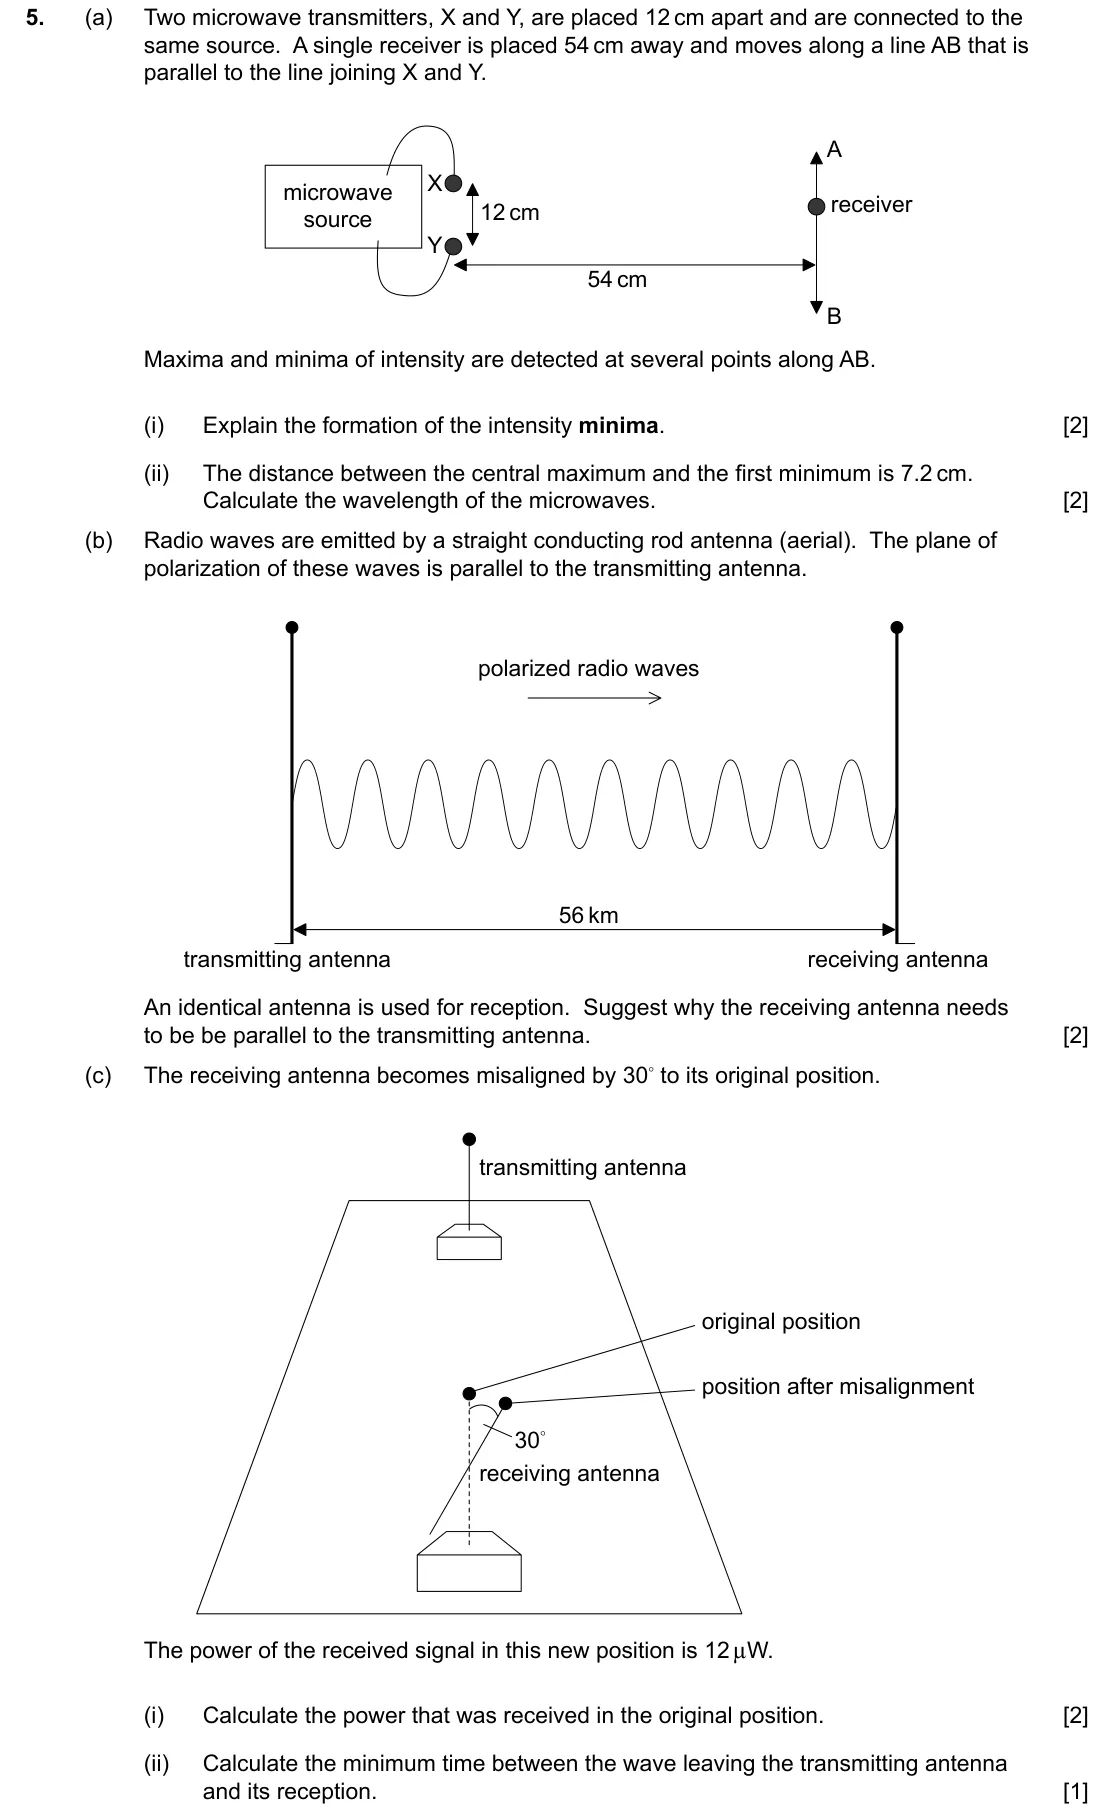 5. (a) Two microwave transmitters, X and Y, are placed 12 cm apart and are connected to the
same source. A single receiver is placed 54 cm away and moves along a line AB that is
parallel to the line joining X and Y.
A
X
microwave
source
12 cm
receiver
Y
54 cm
B
Maxima and minima of intensity are detected at several points along AB.
(i) Explain the formation of the intensity minima. [2]
(ii) The distance between the central maximum and the first minimum is 7.2 cm.
Calculate the wavelength of the microwaves. [2]
(b) Radio waves are emitted by a straight conducting rod antenna (aerial). The plane of
polarization of these waves is parallel to the transmitting antenna.
polarized radio waves
56 km
transmitting antenna receiving antenna
An identical antenna is used for reception. Suggest why the receiving antenna needs
to be be parallel to the transmitting antenna. [2]
(c) The receiving antenna becomes misaligned by 30° to its original position.
transmitting antenna
original position
position after misalignment
30°
receiving antenna
The power of the received signal in this new position is 12 μW.
(i) Calculate the power that was received in the original position. [2]
(ii) Calculate the minimum time between the wave leaving the transmitting antenna
and its reception. [1]